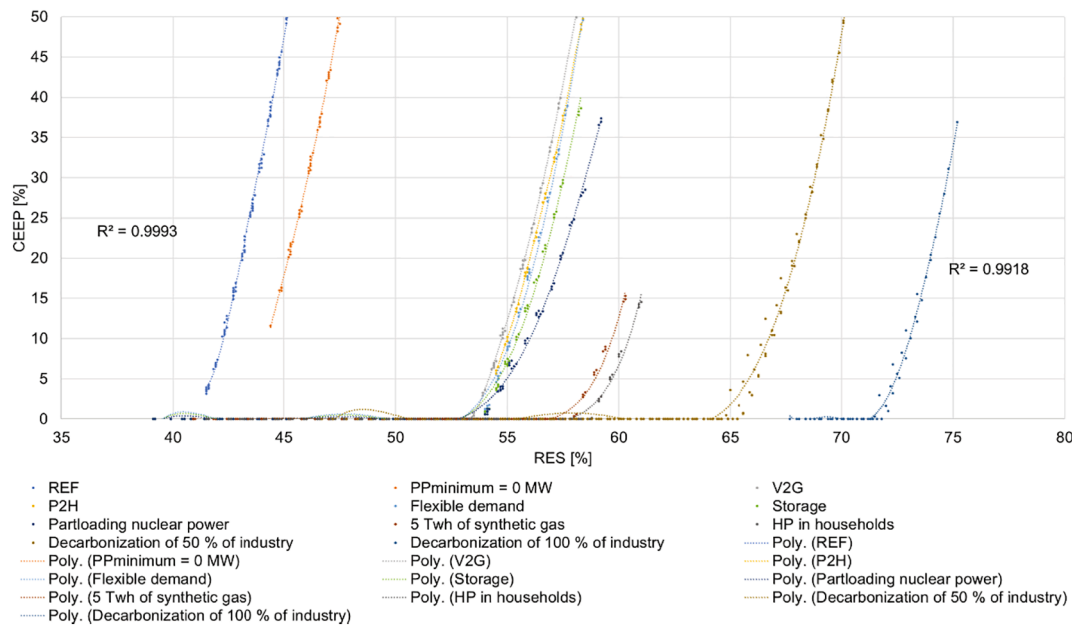 50
45
40
35
30
25
20
15
10
5
0
CEEP [%]
R² = 0.9993
R² = 0.9918
35 40 45 50 55 60 65 70 75 80
RES [%]
REF PPminimum = 0 MW V2G
P2H Flexible demand Storage
Partloading nuclear power 5 Twh of synthetic gas HP in households
Decarbonization of 50 % of industry Decarbonization of 100 % of industry Poly. (REF)
Poly. (PPminimum = 0 MW) Poly. (V2G) Poly. (P2H)
Poly. (Flexible demand) Poly. (Storage) Poly. (Partloading nuclear power)
Poly. (5 Twh of synthetic gas) Poly. (HP in households) Poly. (Decarbonization of 50 % of industry)
Poly. (Decarbonization of 100 % of industry)